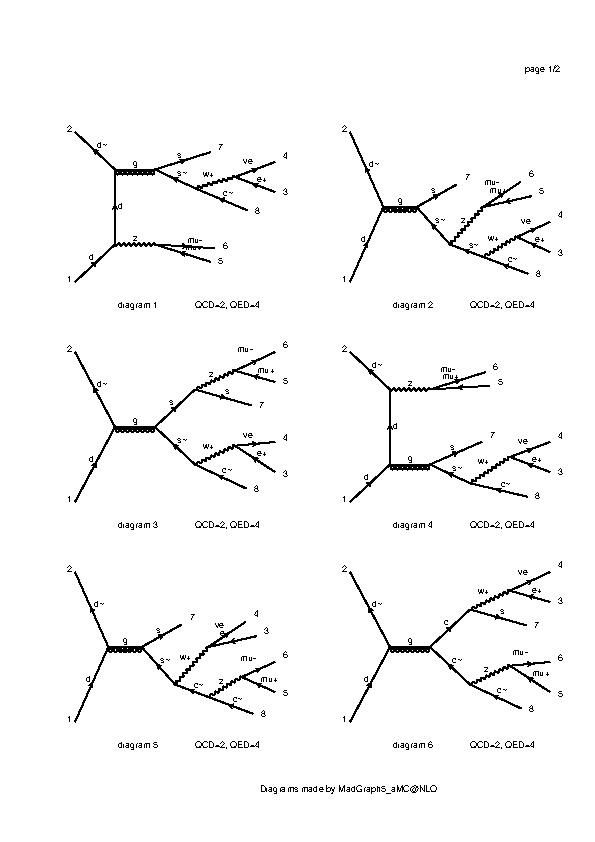 page 1/2
2
d~
g
s
7
s~
w+
ve
4
e+
3
c~
8
d
z
mu-
mu+
6
5
d
1
diagram 1 QCD=2, QED=4
2
d~
g
s
7
s~
z
mu-
mu+
6
5
s~
w+
ve
4
e+
3
c~
8
d
1
diagram 2 QCD=2, QED=4
2
d~
g
s
z
mu-
6
mu+
5
s
7
s~
w+
ve
4
e+
3
c~
8
d
1
diagram 3 QCD=2, QED=4
2
d~
z
mu-
mu+
6
5
d
g
s
7
s~
w+
ve
4
e+
3
c~
8
d
1
diagram 4 QCD=2, QED=4
2
d~
g
s
7
s~
w+
ve
4
3
c~
z
mu-
6
mu+
5
c~
8
d
1
diagram 5 QCD=2, QED=4
2
d~
g
c
w+
ve
4
e+
3
s
7
c~
z
mu-
6
mu+
5
c~
8
d
1
diagram 6 QCD=2, QED=4
Diagrams made by MadGraph5_aMC@NLO